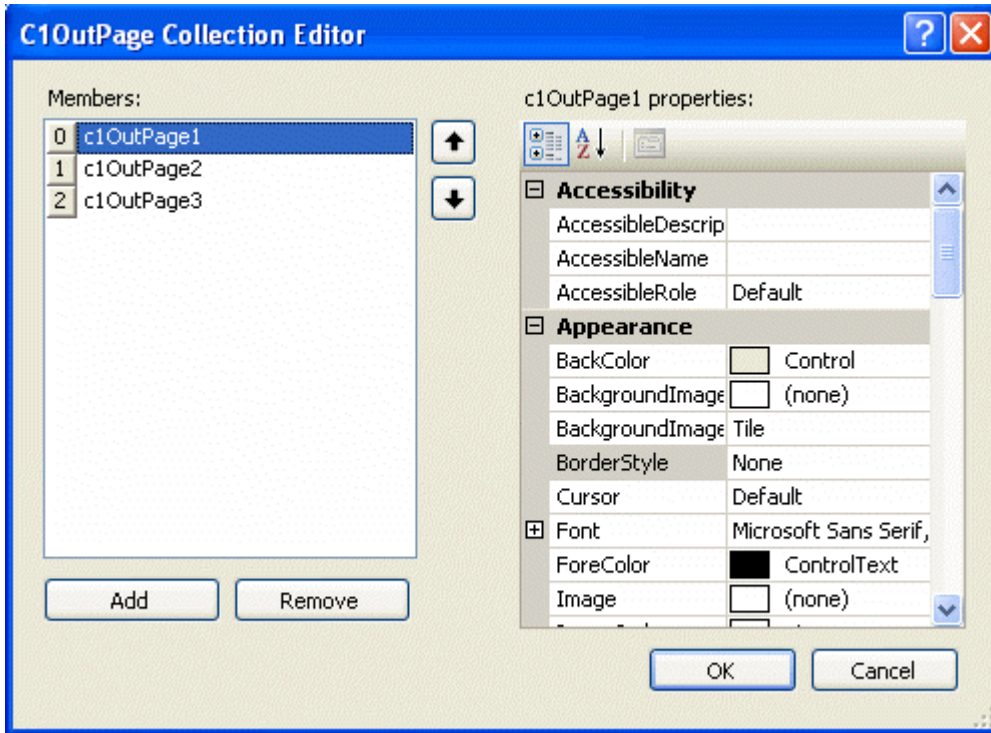 C1OutPage Collection Editor
Members:
0 c1OutPage1
1 c1OutPage2
2 c1OutPage3
Add Remove
c1OutPage1 properties:
Accessibility
AccessibleDescrip
AccessibleName
AccessibleRole Default
Appearance
BackColor Control
BackgroundImage (none)
BackgroundImage Tile
BorderStyle None
Cursor Default
Font Microsoft Sans Serif,
ForeColor ControlText
Image (none)
OK Cancel